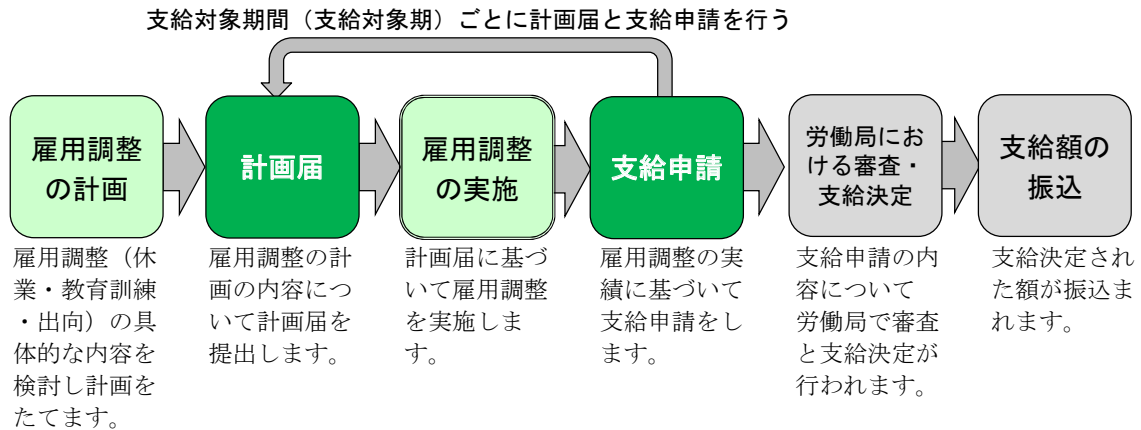 支給対象期間（支給対象期）ごとに計画届と支給申請を行う
雇用調整
の計画
計画届
雇用調整
の実施
支給申請
労働局にお
ける審査・
支給決定
支給額の
振込
雇用調整（休
業・教育訓練
・出向）の具
体的な内容を
検討し計画を
たてます。
雇用調整の計
画の内容につ
いて計画届を
提出します。
計画届に基づ
いて雇用調整
を実施しま
す。
雇用調整の実
績に基づいて
支給申請をし
ます。
支給申請の内
容について
労働局で審査
と支給決定が
行われます。
支給決定され
た額が振込ま
れます。